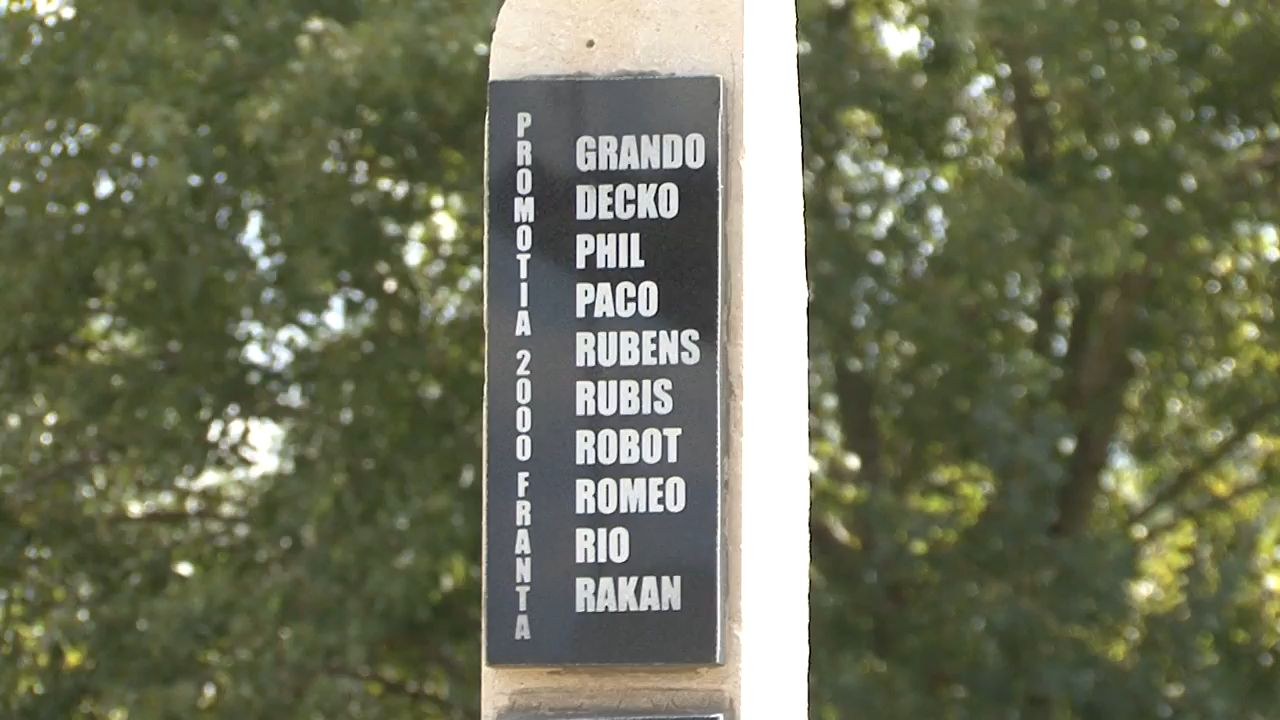 PROMOTIA 2000 FRANTA
GRANDO
DECKO
PHIL
PACO
RUBENS
RUBIS
ROBOT
ROMEO
RIO
RAKAN